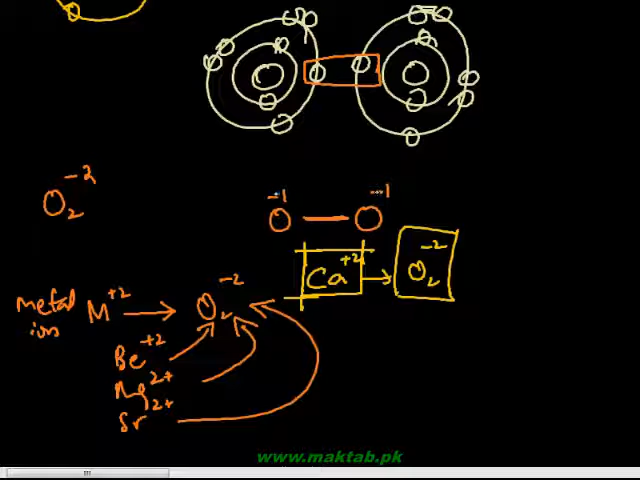 O₂⁻²
⁻¹O — O⁻¹
Ca⁺² → O₂⁻²
metal ion M⁺² → O₂⁻²
Be⁺²
Mg²⁺
Sr²⁺
www.maktab.pk